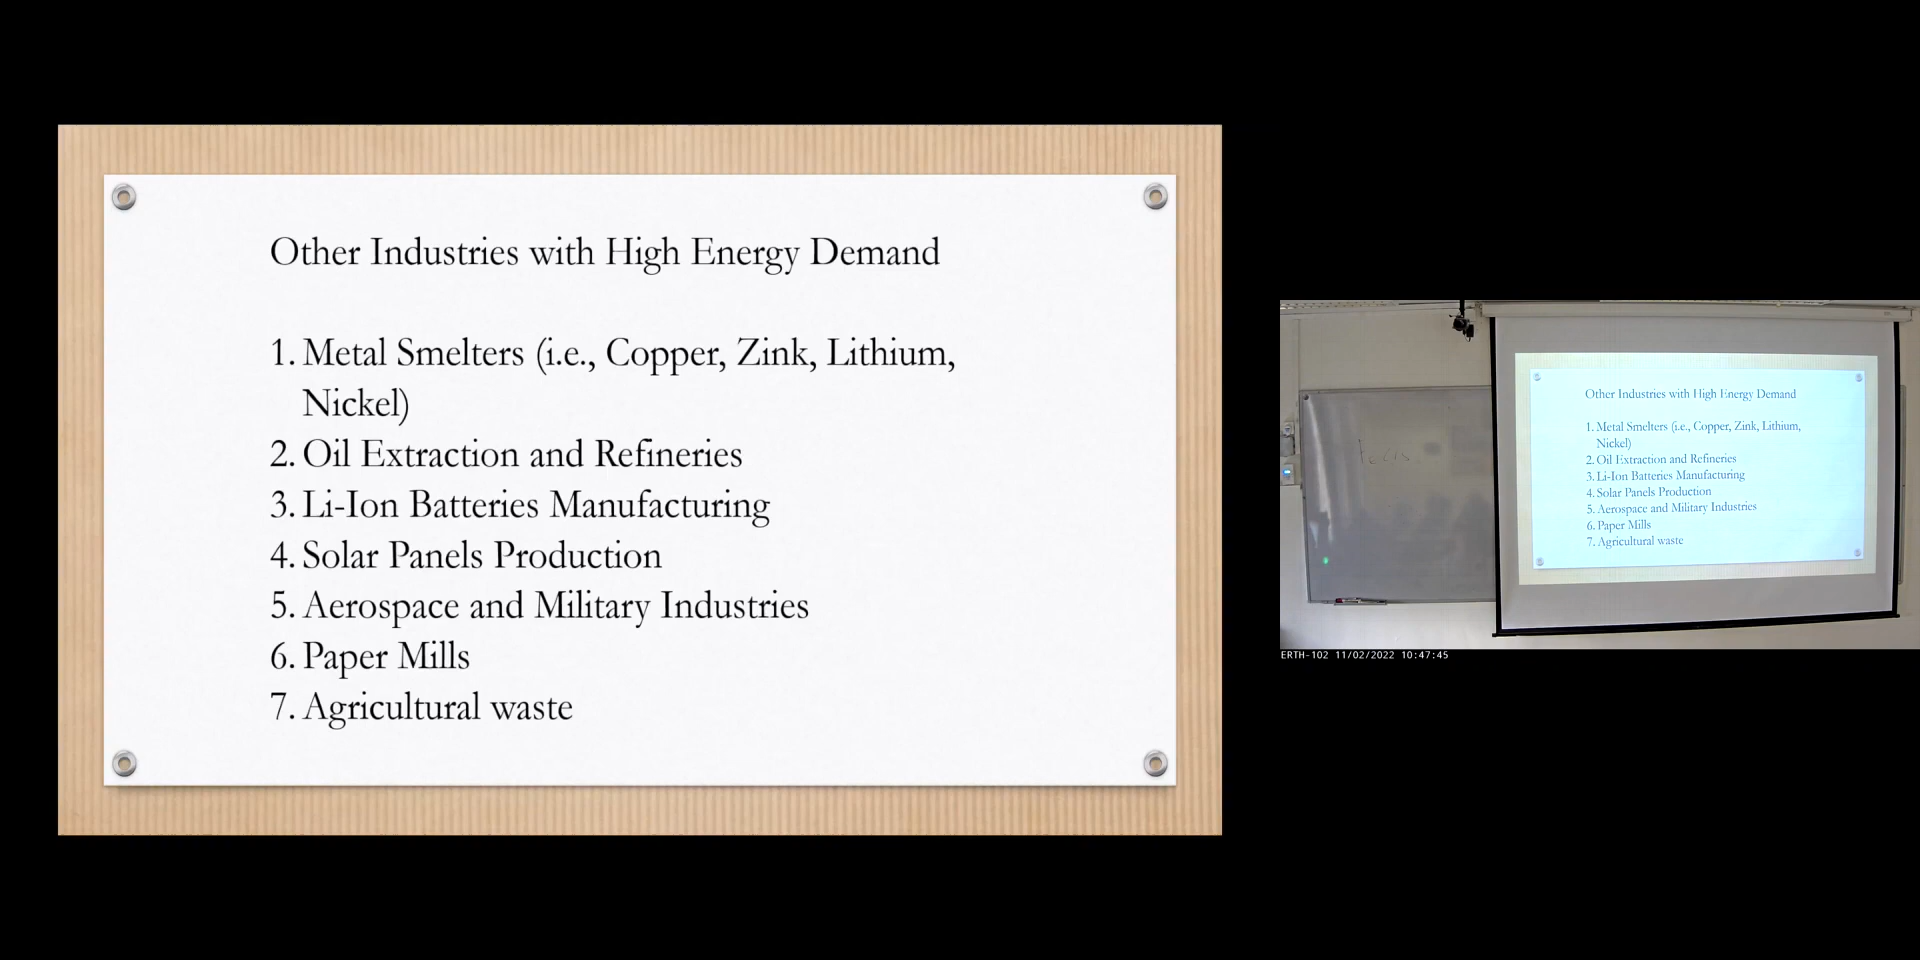 Other Industries with High Energy Demand
1. Metal Smelters (i.e., Copper, Zink, Lithium,
Nickel)
2. Oil Extraction and Refineries
3. Li-Ion Batteries Manufacturing
4. Solar Panels Production
5. Aerospace and Military Industries
6. Paper Mills
7. Agricultural waste
Other Industries with High Energy Demand
1. Metal Smelters (i.e., Copper, Zink, Lithium,
Nickel)
2. Oil Extraction and Refineries
3. Li-Ion Batteries Manufacturing
4. Solar Panels Production
5. Aerospace and Military Industries
6. Paper Mills
7. Agricultural waste
ERTH-102 11/02/2022 10:47:45